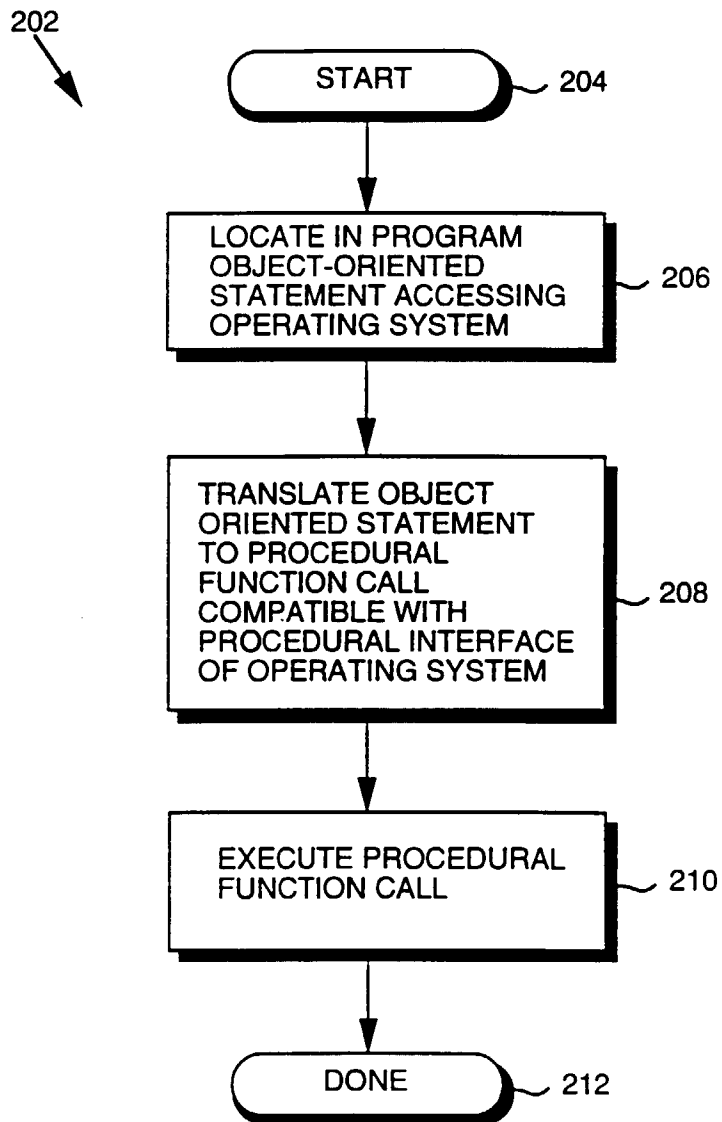 202
START
204
LOCATE IN PROGRAM
OBJECT-ORIENTED
STATEMENT ACCESSING
OPERATING SYSTEM
206
TRANSLATE OBJECT
ORIENTED STATEMENT
TO PROCEDURAL
FUNCTION CALL
COMPATIBLE WITH
PROCEDURAL INTERFACE
OF OPERATING SYSTEM
208
EXECUTE PROCEDURAL
FUNCTION CALL
210
DONE
212